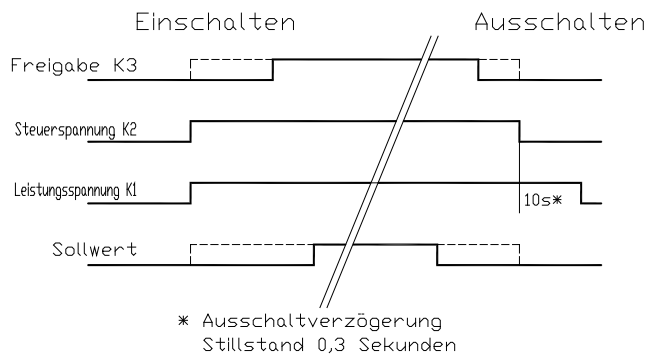 Einschalten
Ausschalten
Freigabe K3
Steuerspannung K2
Leistungsspannung K1
10s*
Sollwert
* Ausschaltverzögerung
Stillstand 0,3 Sekunden